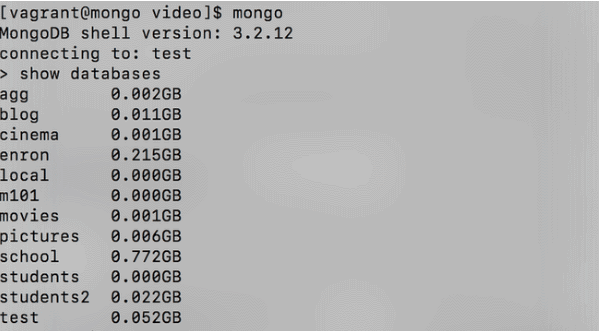 [vagrant@mongo video]$ mongo
MongoDB shell version: 3.2.12
connecting to: test
> show databases
agg 0.002GB
blog 0.011GB
cinema 0.001GB
enron 0.215GB
local 0.000GB
m101 0.000GB
movies 0.001GB
pictures 0.006GB
school 0.772GB
students 0.000GB
students2 0.022GB
test 0.052GB